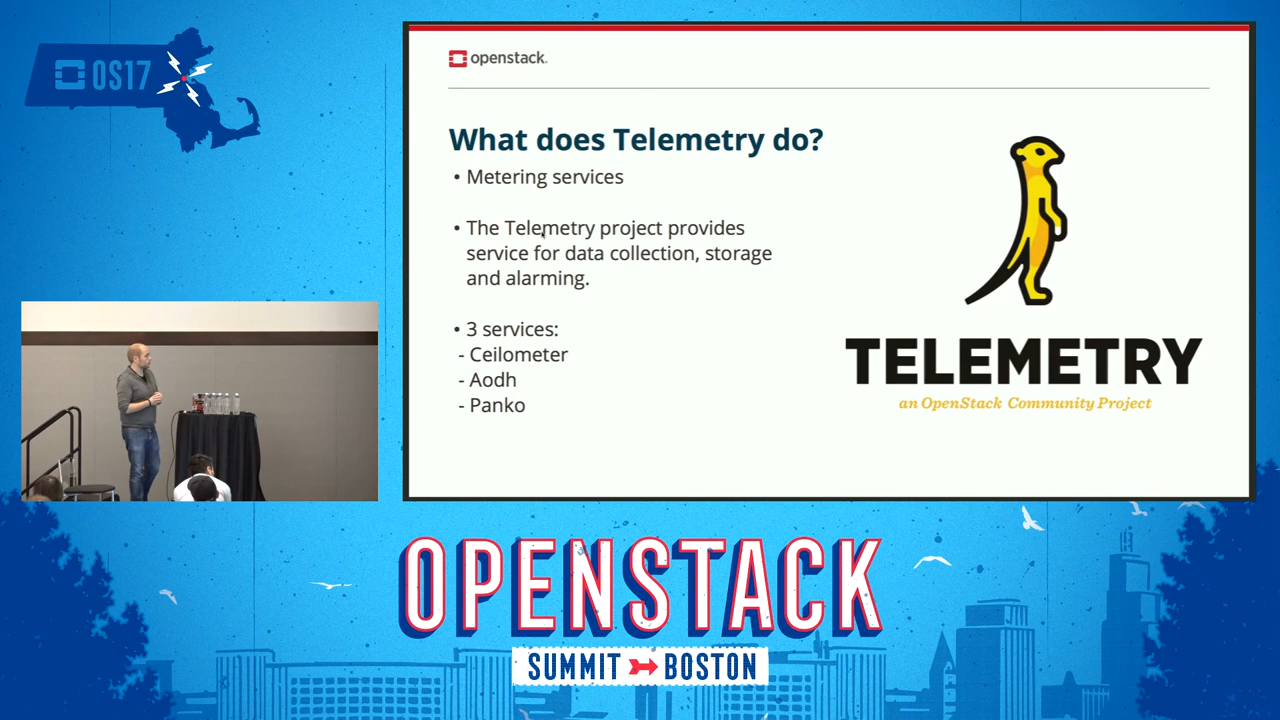 OS17
openstack.
What does Telemetry do?
• Metering services
• The Telemetry project provides
service for data collection, storage
and alarming.
• 3 services:
- Ceilometer
- Aodh
- Panko
TELEMETRY
an OpenStack Community Project
OPENSTACK
SUMMIT BOSTON